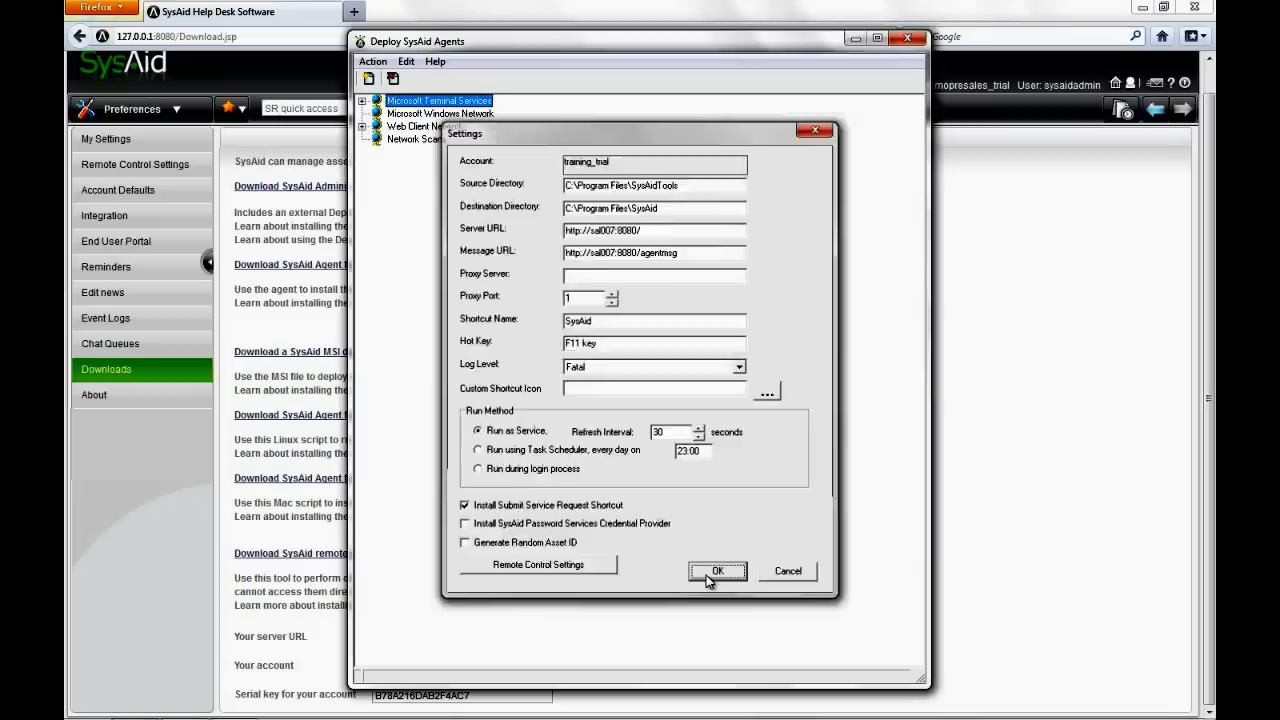 Firefox
SysAid Help Desk Software
127.0.0.1:8080/Download.jsp
Google
SysAid
mopresales_trial User: sysaidadmin
Preferences
SR quick access
My Settings
Remote Control Settings
Account Defaults
Integration
End User Portal
Reminders
Edit news
Event Logs
Chat Queues
Downloads
About
SysAid can manage asse
Download SysAid Admini
Includes an external Dep
Learn about installing the
Learn about using the De
Download SysAid Agent f
Use the agent to install th
Learn about installing the
Download a SysAid MSI d
Use the MSI file to deploy
Learn about installing the
Download SysAid Agent f
Use this Linux script to r
Learn about installing the
Download SysAid Agent f
Use this Mac script to ins
Learn about installing the
Download SysAid remote
Use this tool to perform
cannot access them dire
Learn more about install
Your server URL
Your account
Serial key for your account
B78A216DAB2F4AC7
Deploy SysAid Agents
Action Edit Help
Microsoft Terminal Services
Microsoft Windows Network
Web Client Ne
Network Scan
Settings
Account: training_trial
Source Directory: C:\Program Files\SysAidTools
Destination Directory: C:\Program Files\SysAid
Server URL: http://sal007:8080/
Message URL: http://sal007:8080/agentmsg
Proxy Server:
Proxy Port: 1
Shortcut Name: SysAid
Hot Key: F11 key
Log Level: Fatal
Custom Shortcut Icon ...
Run Method
Run as Service, Refresh Interval: 30 seconds
Run using Task Scheduler, every day on 23:00
Run during login process
Install Submit Service Request Shortcut
Install SysAid Password Services Credential Provider
Generate Random Asset ID
Remote Control Settings
OK
Cancel